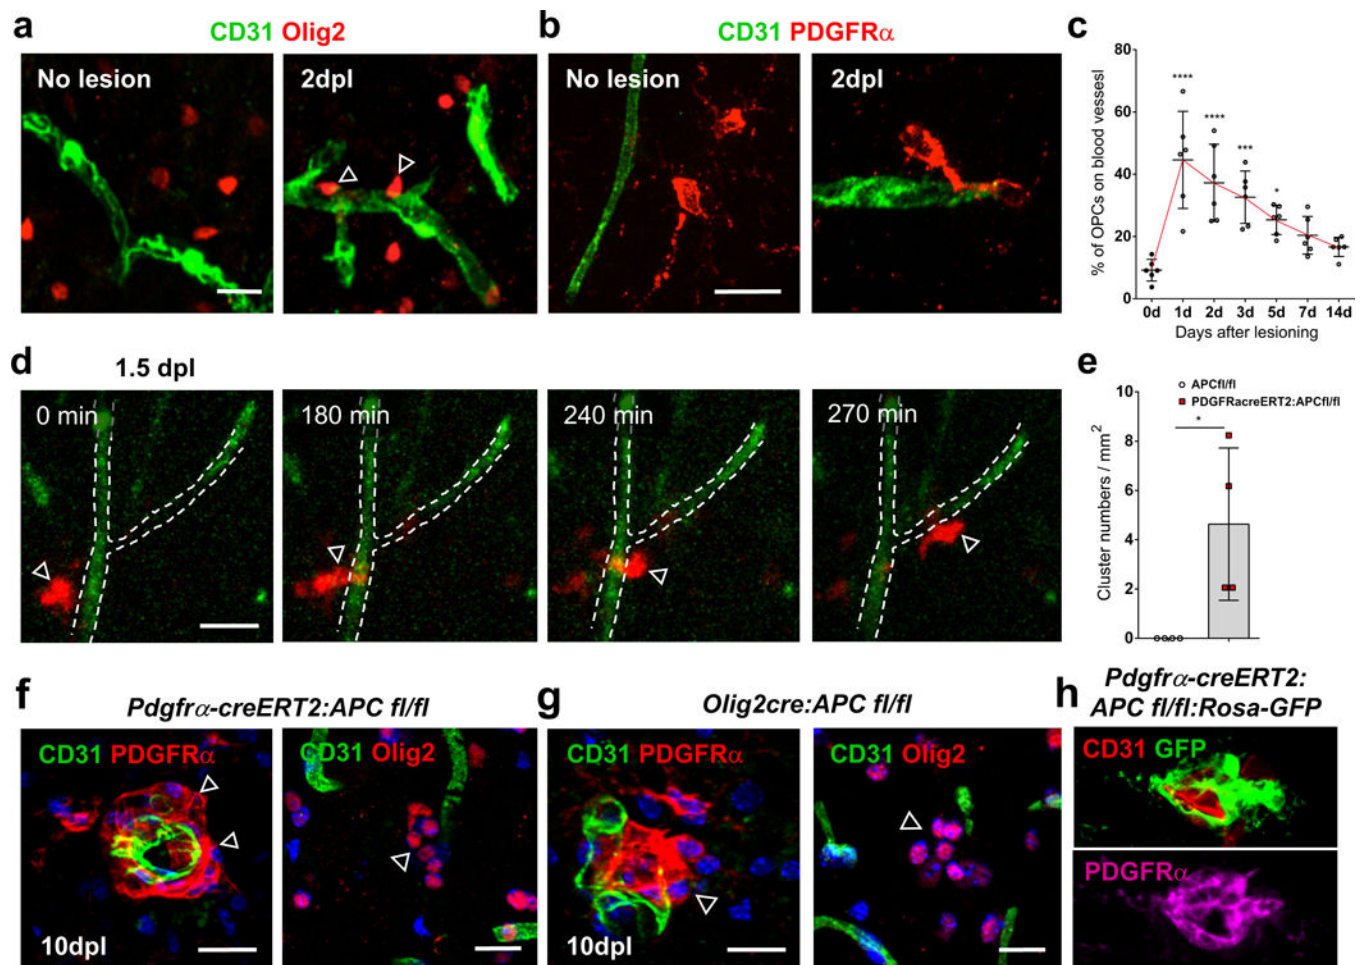 a
CD31 Olig2
No lesion
2dpl
b
CD31 PDGFRα
No lesion
2dpl
c
% of OPCs on blood vesses|
80
60
40
20
0
****
****
***
*
0d 1d 2d 3d 5d 7d 14d
Days after lesioning
d
1.5 dpl
0 min
180 min
240 min
270 min
e
APCfl/fl
PDGFRacreERT2:APCfl/fl
Cluster numbers / mm²
10
8
6
4
2
0
*
f
Pdgfrα-creERT2:APC fl/fl
CD31 PDGFRα
10dpl
CD31 Olig2
g
Olig2cre:APC fl/fl
CD31 PDGFRα
10dpl
CD31 Olig2
h
Pdgfrα-creERT2:
APC fl/fl:Rosa-GFP
CD31 GFP
PDGFRα